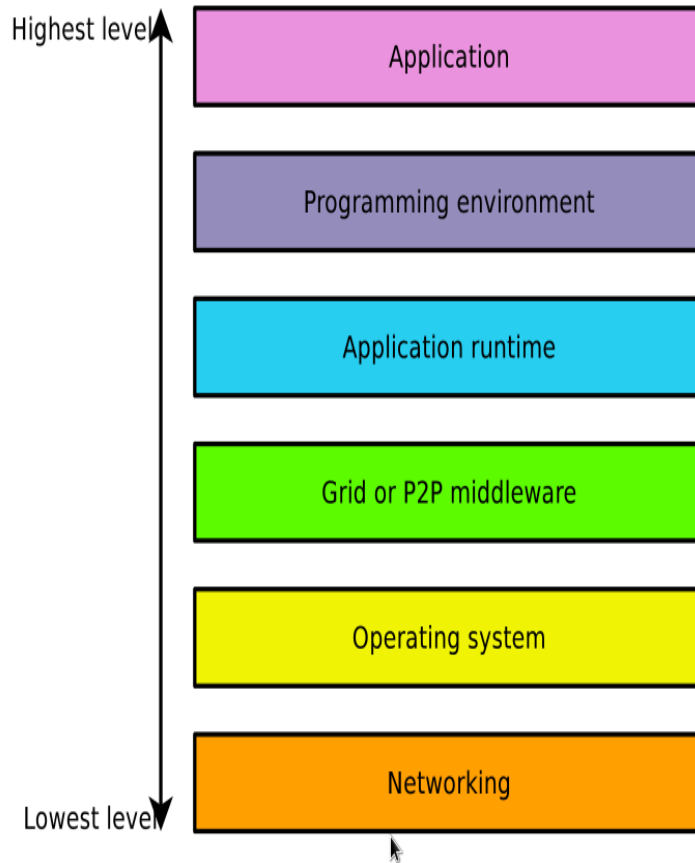 Highest level
Application
Programming environment
Application runtime
Grid or P2P middleware
Operating system
Networking
Lowest level